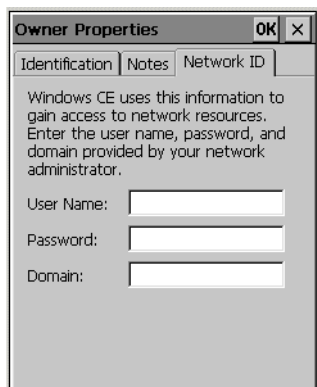 Owner Properties OK ×
Identification Notes Network ID
Windows CE uses this information to
gain access to network resources.
Enter the user name, password, and
domain provided by your network
administrator.
User Name:
Password:
Domain: